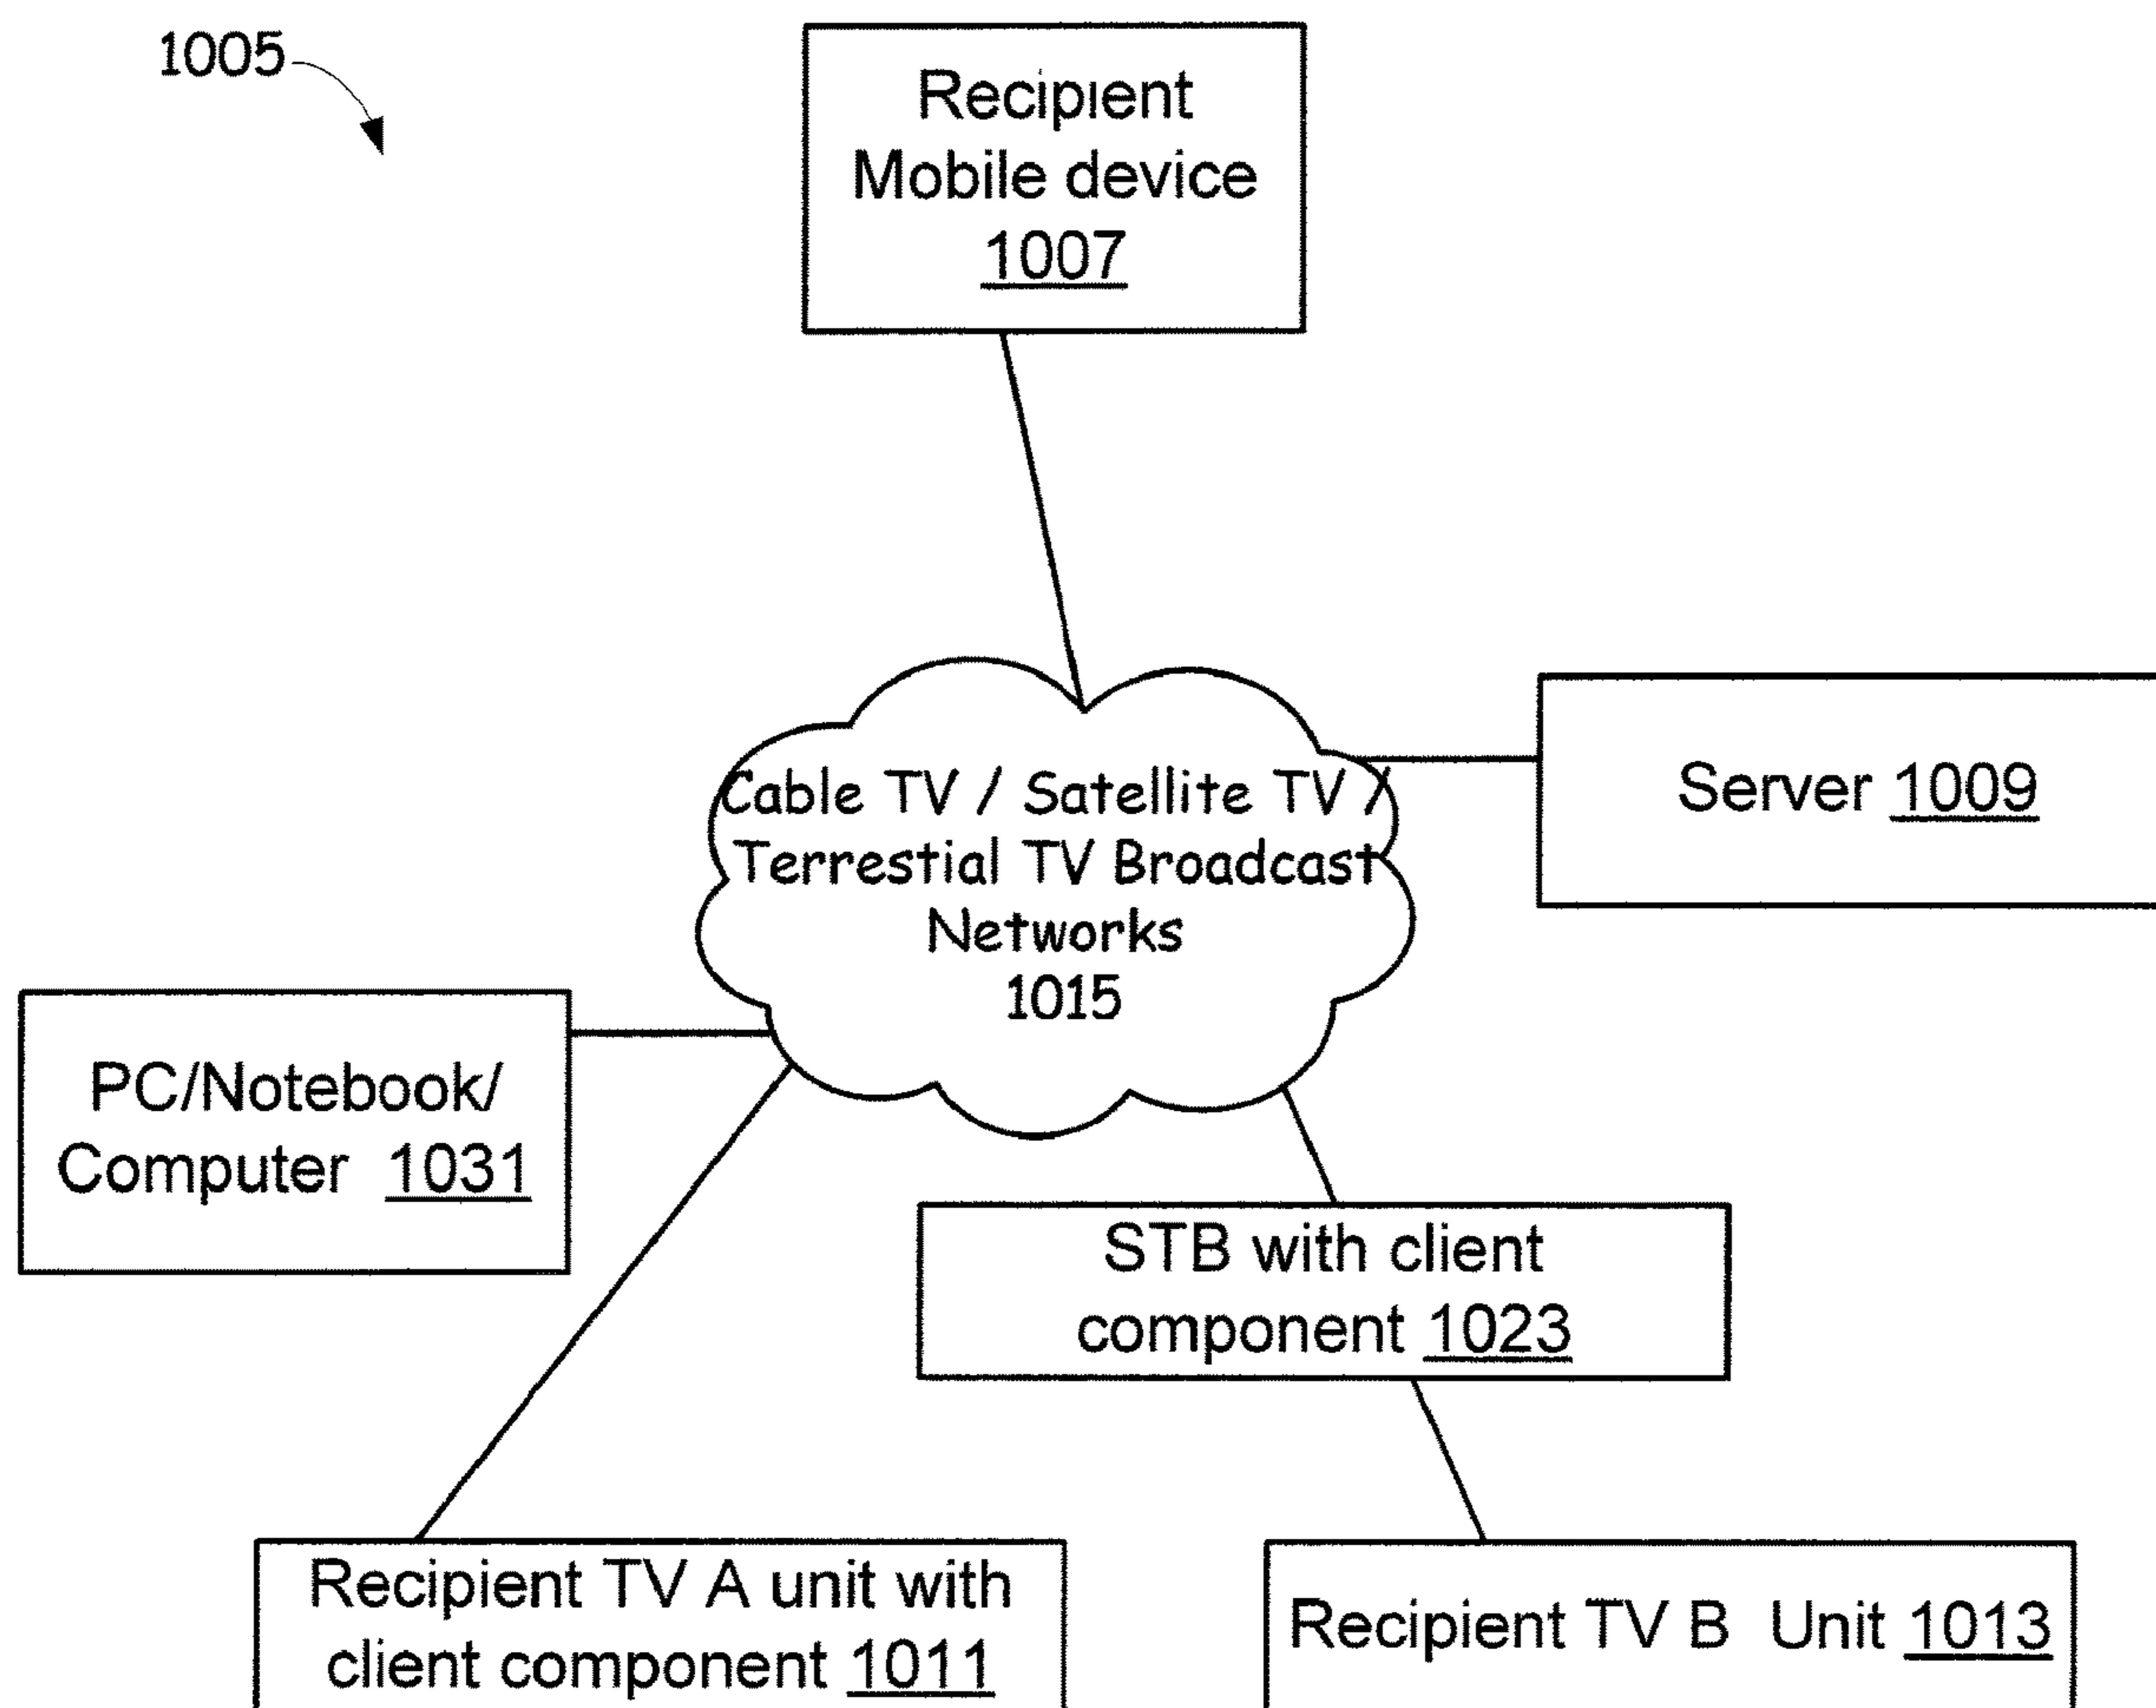 1005
Recipient
Mobile device
1007
Cable TV / Satellite TV /
Terrestial TV Broadcast
Networks
1015
Server 1009
PC/Notebook/
Computer 1031
STB with client
component 1023
Recipient TV A unit with
client component 1011
Recipient TV B Unit 1013